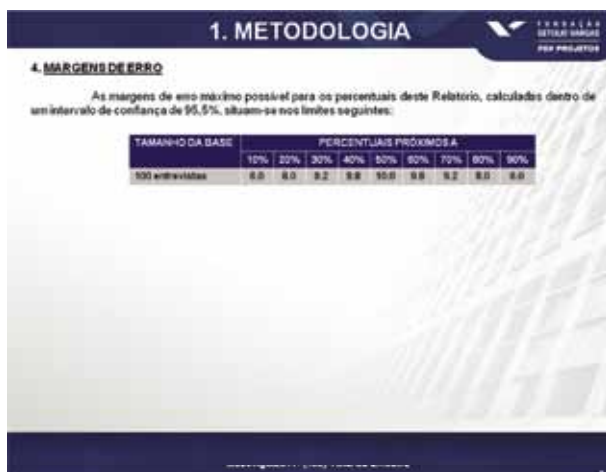 1. METODOLOGIA
FUNDAÇÃO
GETULIO VARGAS
FGV PROJETOS
4. MARGENS DE ERRO
As margens de erro máximo possível para os percentuais deste Relatório, calculadas dentro de
um intervalo de confiança de 95,5%, situam-se nos limites seguintes:
TAMANHO DA BASE PERCENTUAIS PRÓXIMOS A
10% 20% 30% 40% 50% 60% 70% 80% 90%
100 entrevistas 6.0 8.0 9.2 9.8 10.0 9.8 9.2 8.0 6.0